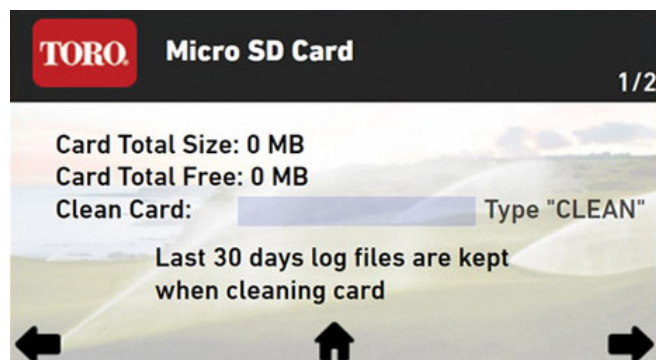 TORO.
Micro SD Card
1/2
Card Total Size: 0 MB
Card Total Free: 0 MB
Clean Card: Type "CLEAN"
Last 30 days log files are kept
when cleaning card